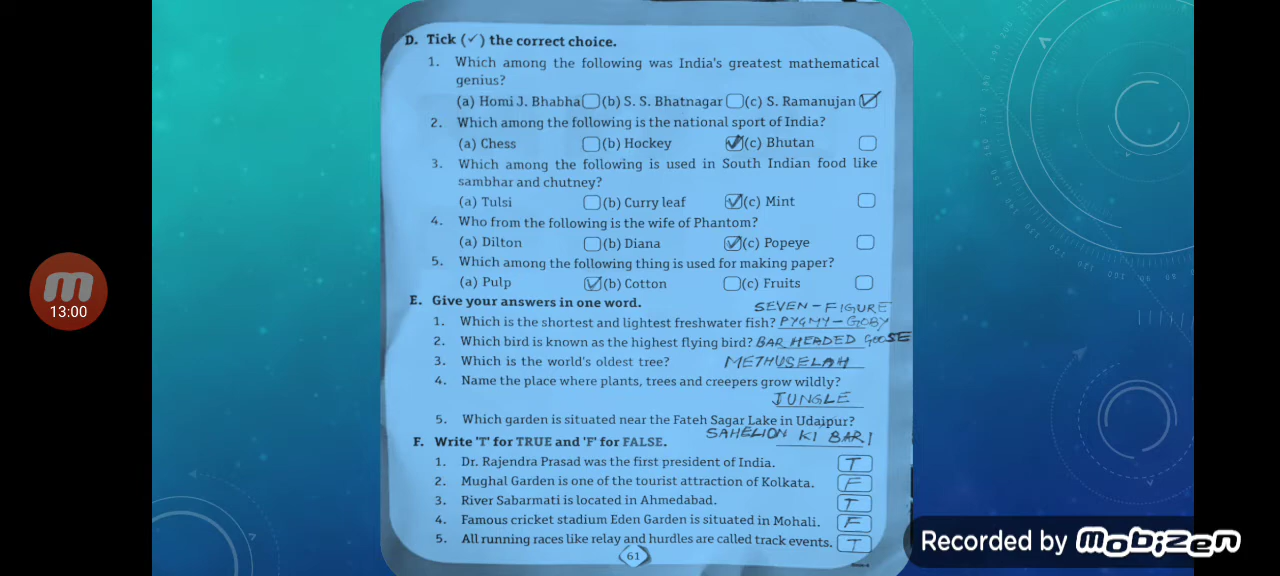 D. Tick (✓) the correct choice.
1. Which among the following was India's greatest mathematical
genius?
(a) Homi J. Bhabha (b) S. S. Bhatnagar (c) S. Ramanujan ✓
2. Which among the following is the national sport of India?
(a) Chess (b) Hockey ✓ (c) Bhutan
3. Which among the following is used in South Indian food like
sambhar and chutney?
(a) Tulsi (b) Curry leaf ✓ (c) Mint
4. Who from the following is the wife of Phantom?
(a) Dilton (b) Diana ✓ (c) Popeye
5. Which among the following thing is used for making paper?
(a) Pulp ✓ (b) Cotton (c) Fruits
E. Give your answers in one word.
SEVEN-FIGURE
1. Which is the shortest and lightest freshwater fish? PYGMY-GOBY
2. Which bird is known as the highest flying bird? BAR HEADED GOOSE
3. Which is the world's oldest tree? METHUSELAH
4. Name the place where plants, trees and creepers grow wildly?
JUNGLE
5. Which garden is situated near the Fateh Sagar Lake in Udaipur?
SAHELION KI BARI
F. Write 'T' for TRUE and 'F' for FALSE.
1. Dr. Rajendra Prasad was the first president of India. T
2. Mughal Garden is one of the tourist attraction of Kolkata. F
3. River Sabarmati is located in Ahmedabad. T
4. Famous cricket stadium Eden Garden is situated in Mohali. F
5. All running races like relay and hurdles are called track events. T
61
m
13:00
Recorded by mobizen